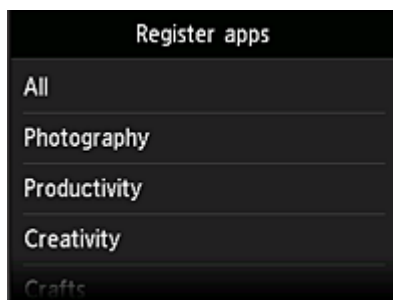 Register apps
All
Photography
Productivity
Creativity
Crafts